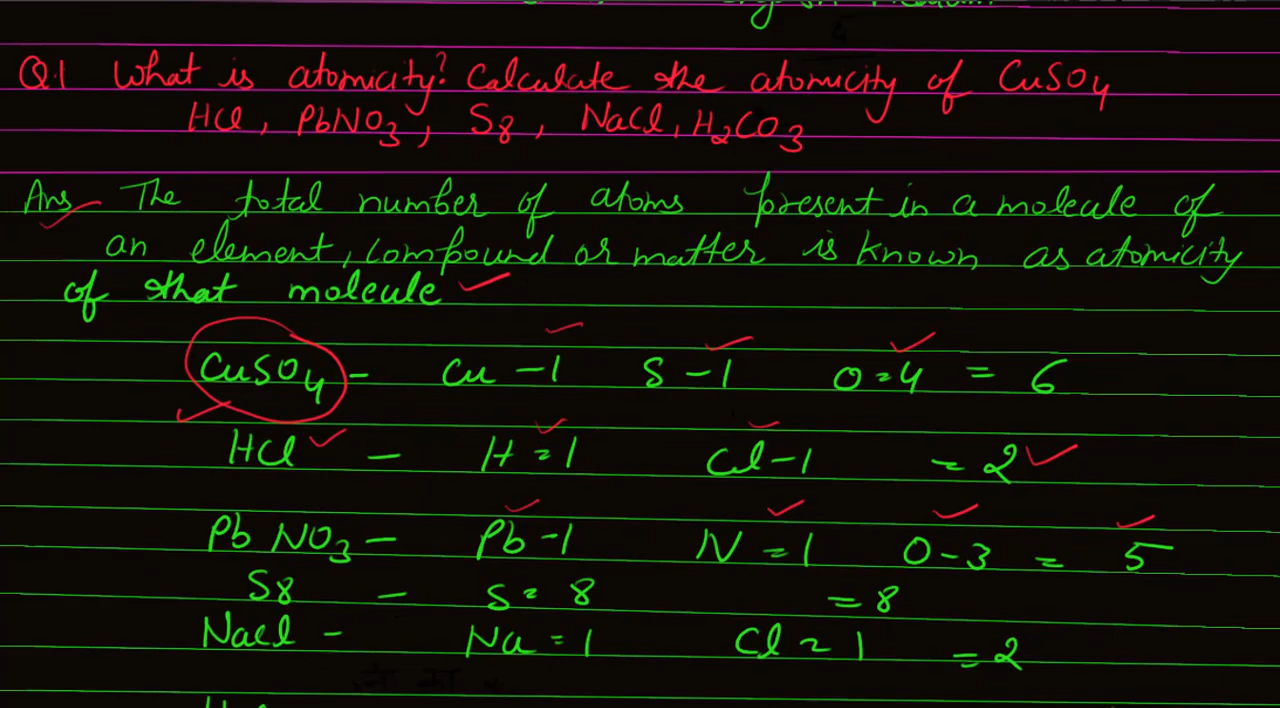 Q1 What is atomicity? Calculate the atomicity of CuSO4
HCl, PbNO3, S8, NaCl, H2CO3
Ans The total number of atoms present in a molecule of
an element, compound or matter is known as atomicity
of that molecule
CuSO4 - Cu - 1 S - 1 O = 4 = 6
HCl - H = 1 Cl - 1 = 2
PbNO3 - Pb - 1 N = 1 O - 3 = 5
S8 - S = 8 = 8
NaCl - Na = 1 Cl = 1 = 2